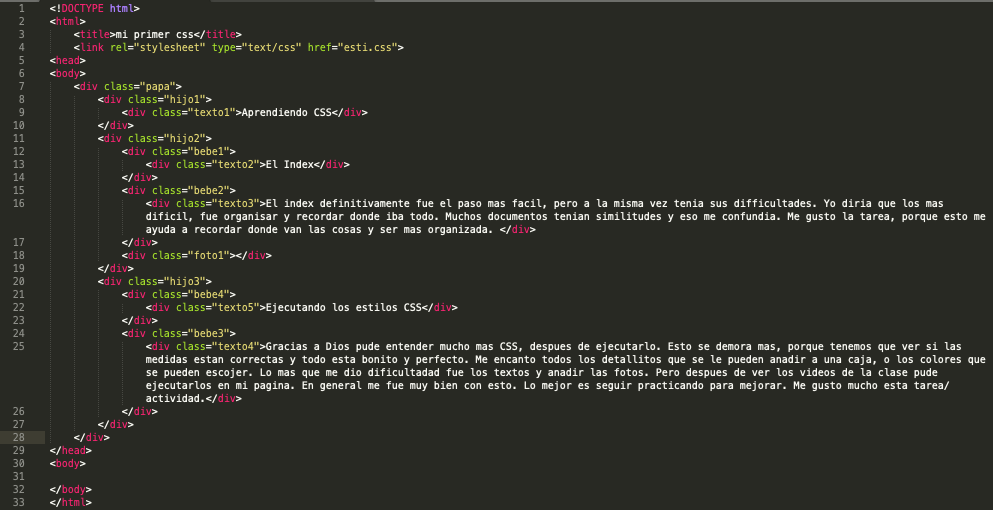 1 <!DOCTYPE html>
2 <html>
3 <title>mi primer css</title>
4 <link rel="stylesheet" type="text/css" href="esti.css">
5 <head>
6 <body>
7 <div class="papa">
8 <div class="hijo1">
9 <div class="texto1">Aprendiendo CSS</div>
10 </div>
11 <div class="hijo2">
12 <div class="bebe1">
13 <div class="texto2">El Index</div>
14 </div>
15 <div class="bebe2">
16 <div class="texto3">El index definitivamente fue el paso mas facil, pero a la misma vez tenia sus difficultades. Yo diria que los mas
dificil, fue organisar y recordar donde iba todo. Muchos documentos tenian similitudes y eso me confundia. Me gusto la tarea, porque esto me
ayuda a recordar donde van las cosas y ser mas organizada. </div>
17 </div>
18 <div class="foto1"></div>
19 </div>
20 <div class="hijo3">
21 <div class="bebe4">
22 <div class="texto5">Ejecutando los estilos CSS</div>
23 </div>
24 <div class="bebe3">
25 <div class="texto4">Gracias a Dios pude entender mucho mas CSS, despues de ejecutarlo. Esto se demora mas, porque tenemos que ver si las
medidas estan correctas y todo esta bonito y perfecto. Me encanto todos los detallitos que se le pueden anadir a una caja, o los colores que
se pueden escojer. Lo mas que me dio dificultadad fue los textos y anadir las fotos. Pero despues de ver los videos de la clase pude
ejecutarlos en mi pagina. En general me fue muy bien con esto. Lo mejor es seguir practicando para mejorar. Me gusto mucho esta tarea/
actividad.</div>
26 </div>
27 </div>
28 </div>
29 </head>
30 <body>
31
32 </body>
33 </html>